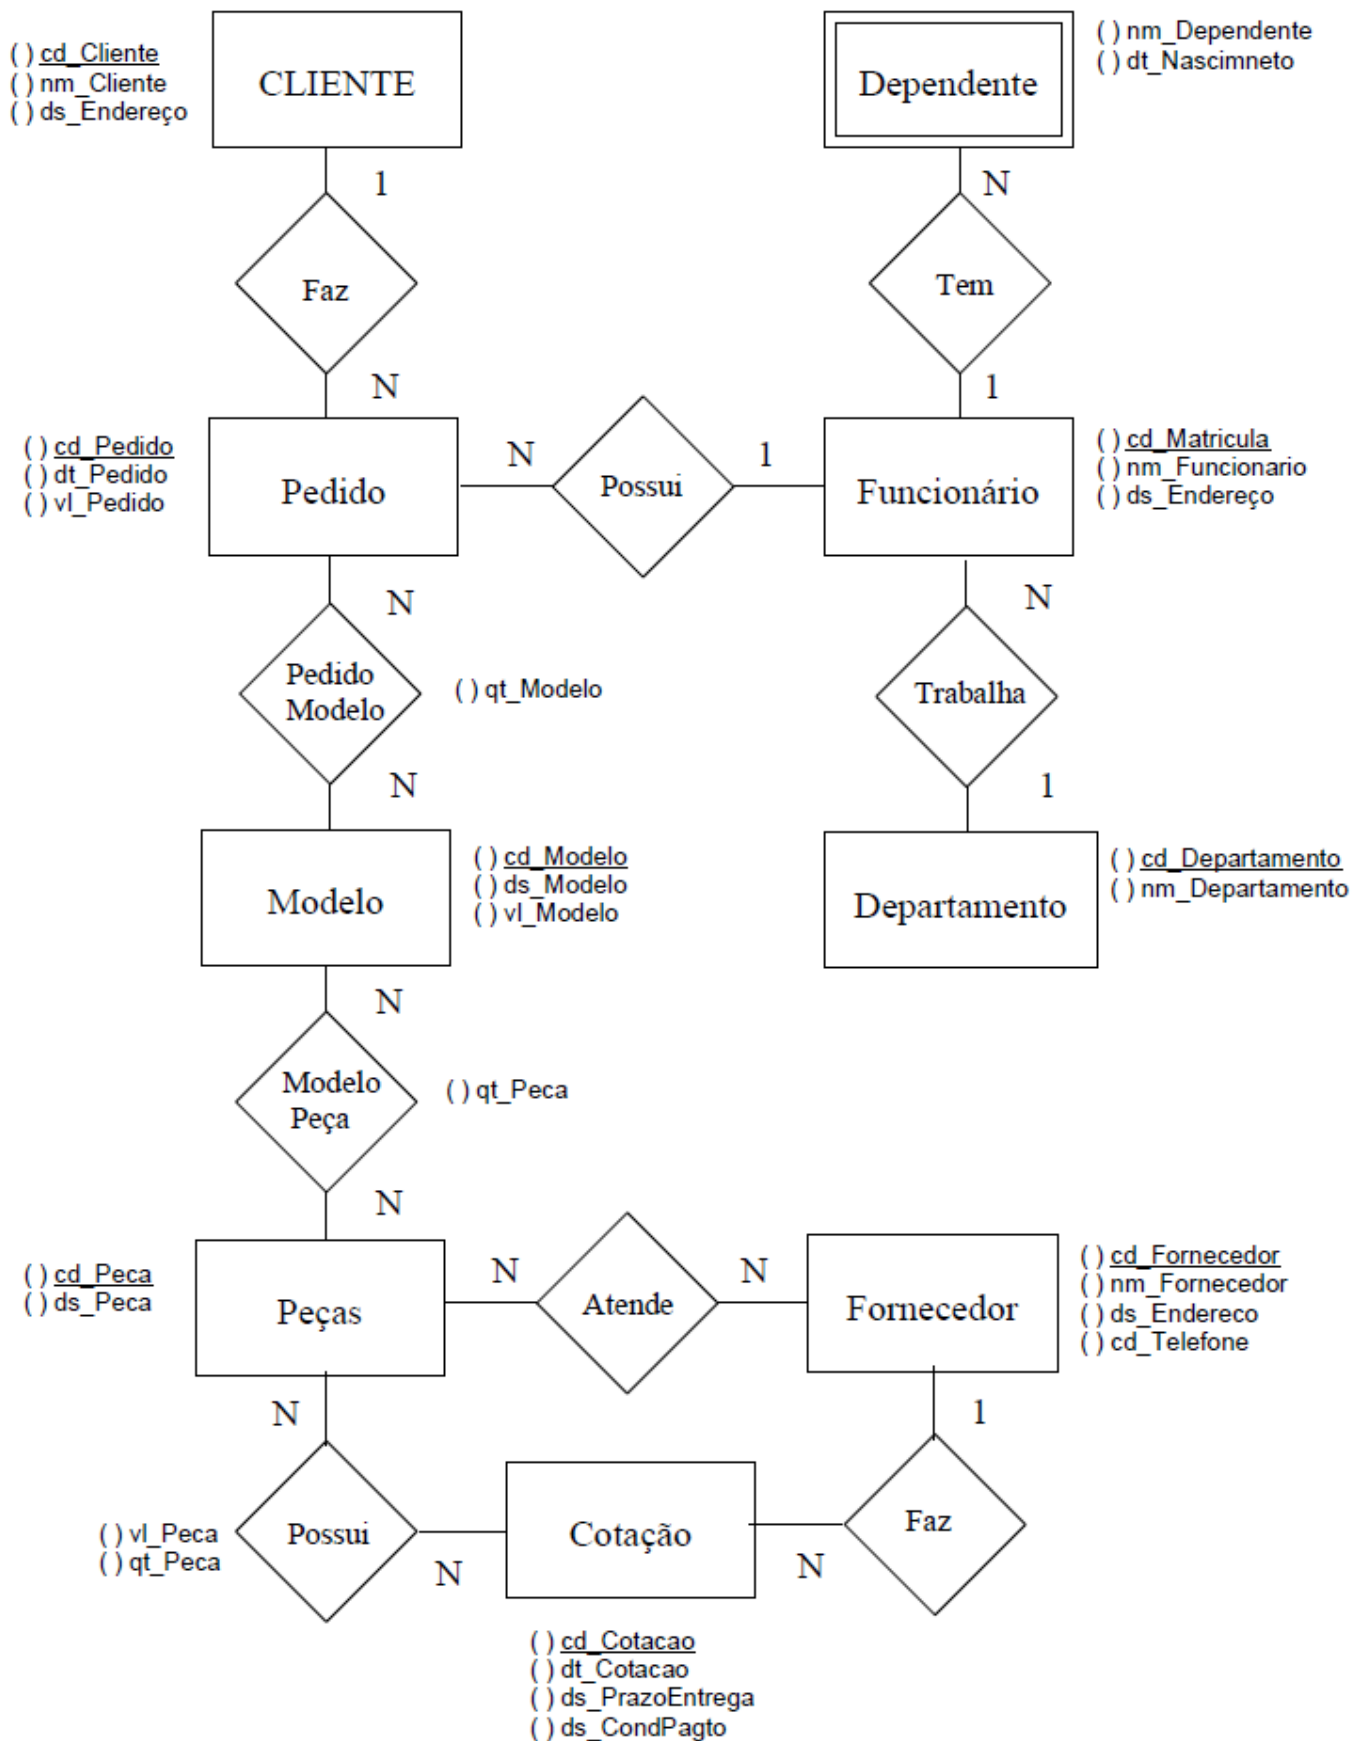 ( ) cd_Cliente
( ) nm_Cliente
( ) ds_Endereço
CLIENTE
Dependente
( ) nm_Dependente
( ) dt_Nascimneto
1
N
Faz
Tem
N
1
( ) cd_Pedido
( ) dt_Pedido
( ) vl_Pedido
Pedido
N
Possui
1
Funcionário
( ) cd_Matricula
( ) nm_Funcionario
( ) ds_Endereço
N
N
Pedido
Modelo
( ) qt_Modelo
Trabalha
N
1
Modelo
( ) cd_Modelo
( ) ds_Modelo
( ) vl_Modelo
Departamento
( ) cd_Departamento
( ) nm_Departamento
N
Modelo
Peça
( ) qt_Peca
N
( ) cd_Peca
( ) ds_Peca
Peças
N
Atende
N
Fornecedor
( ) cd_Fornecedor
( ) nm_Fornecedor
( ) ds_Endereco
( ) cd_Telefone
N
1
( ) vl_Peca
( ) qt_Peca
Possui
N
Cotação
N
Faz
( ) cd_Cotacao
( ) dt_Cotacao
( ) ds_PrazoEntrega
( ) ds_CondPagto